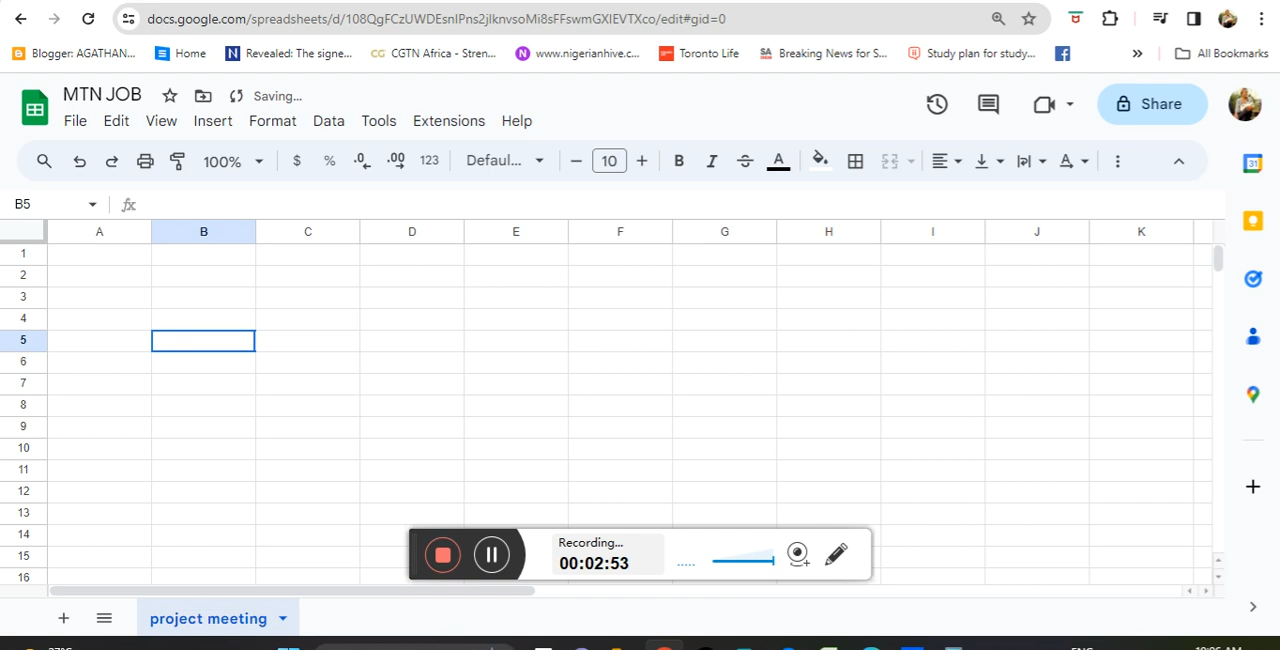 docs.google.com/spreadsheets/d/108QgFCzUWDEsnIPns2jlknvsoMi8sFFswmGXIEVTXco/edit#gid=0
Blogger: AGATHAN... Home Revealed: The signe... CG CGTN Africa - Stren... N www.nigerianhive.c... Toronto Life SA Breaking News for S... Study plan for study... » All Bookmarks
MTN JOB Saving...
Share
File Edit View Insert Format Data Tools Extensions Help
100% $ % .0 .00 123 Defaul... − 10 + B I S A
B5 fx
A B C D E F G H I J K
1
2
3
4
5
6
7
8
9
10
11
12
13
14
15
16
Recording...
00:02:53
project meeting